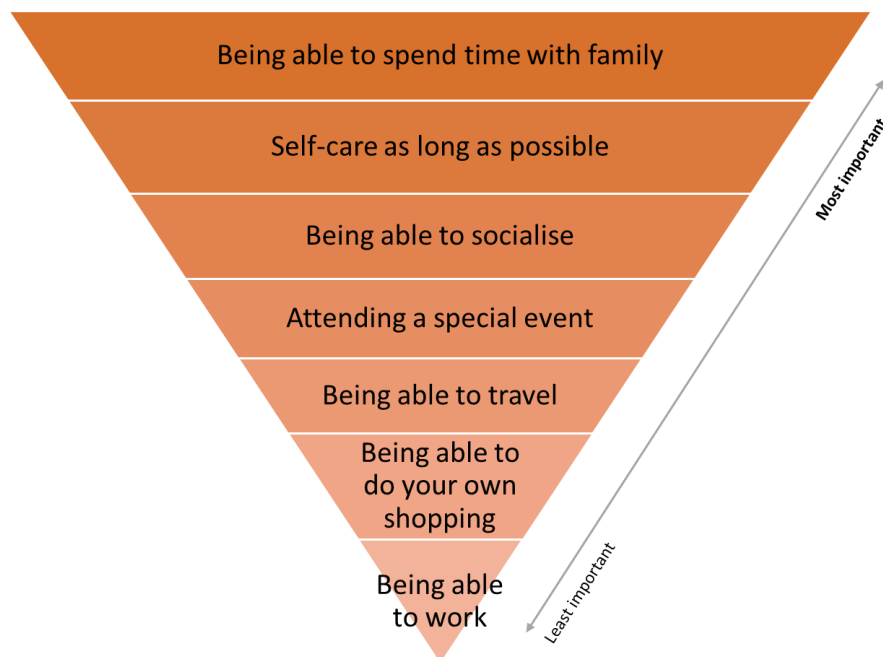 Being able to spend time with family
Self-care as long as possible
Most important
Being able to socialise
Attending a special event
Being able to travel
Being able to
do your own
shopping
Least important
Being able
to work